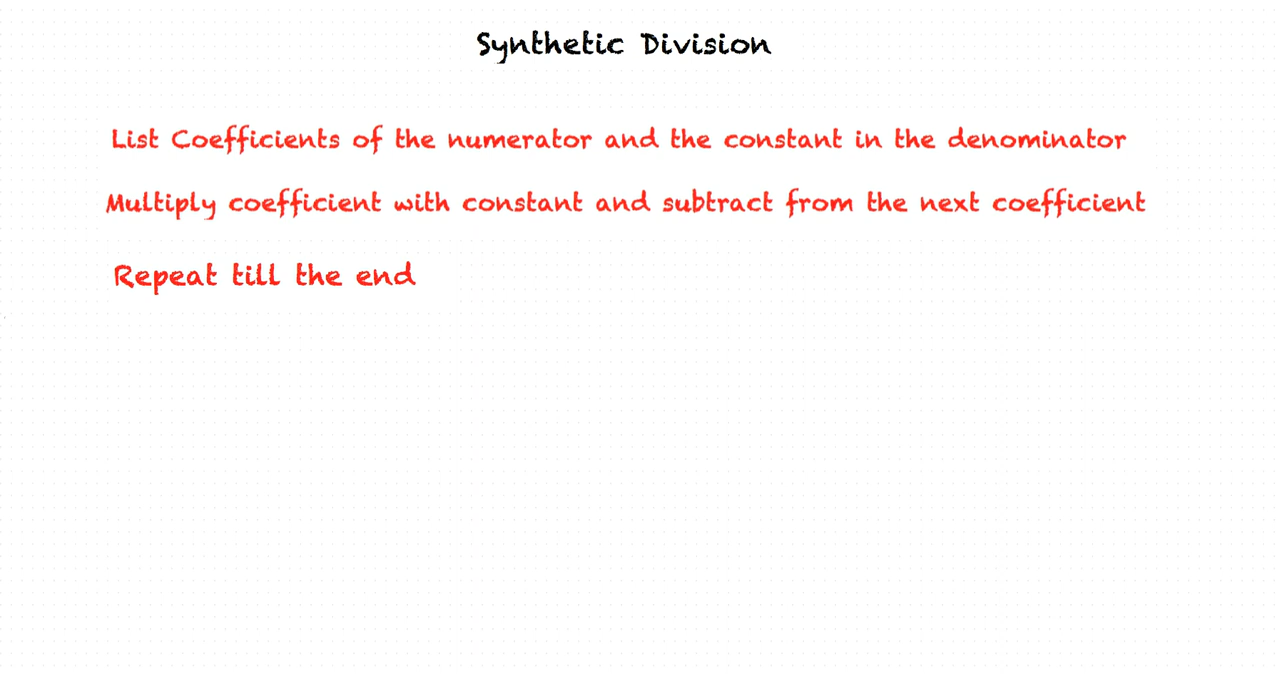 Synthetic Division
List Coefficients of the numerator and the constant in the denominator
Multiply coefficient with constant and subtract from the next coefficient
Repeat till the end